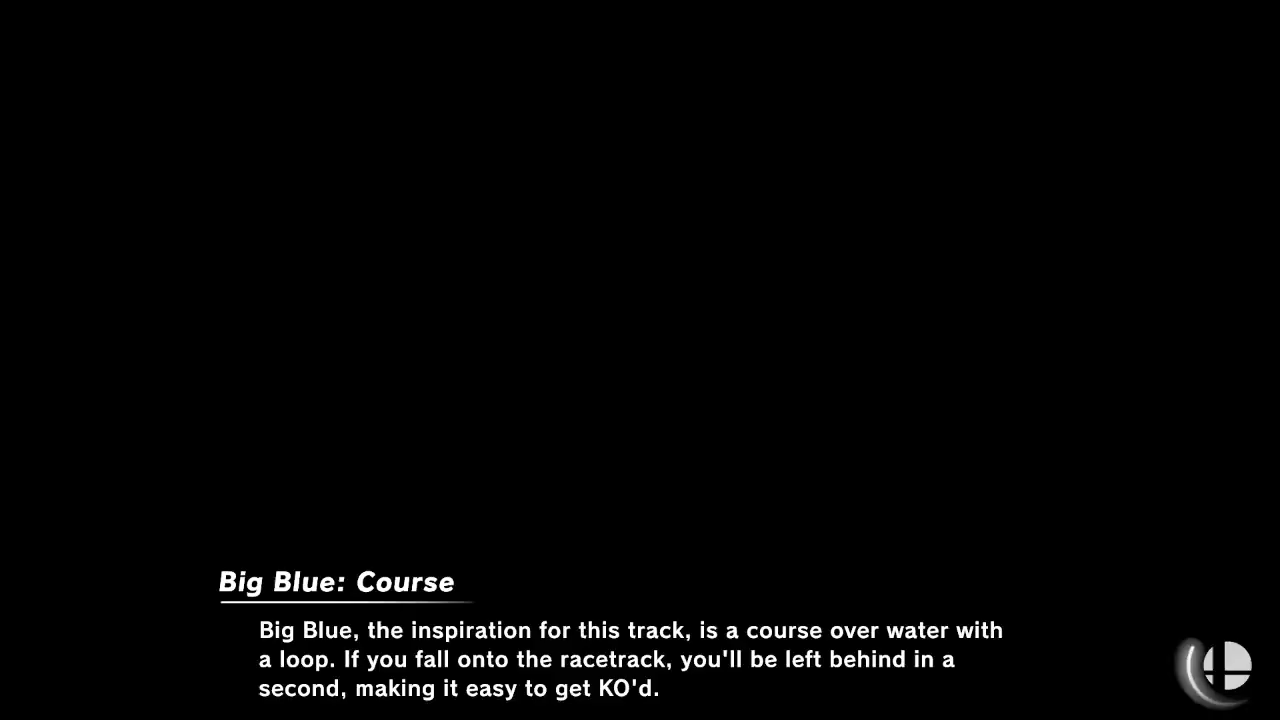 Big Blue: Course
Big Blue, the inspiration for this track, is a course over water with
a loop. If you fall onto the racetrack, you'll be left behind in a
second, making it easy to get KO'd.